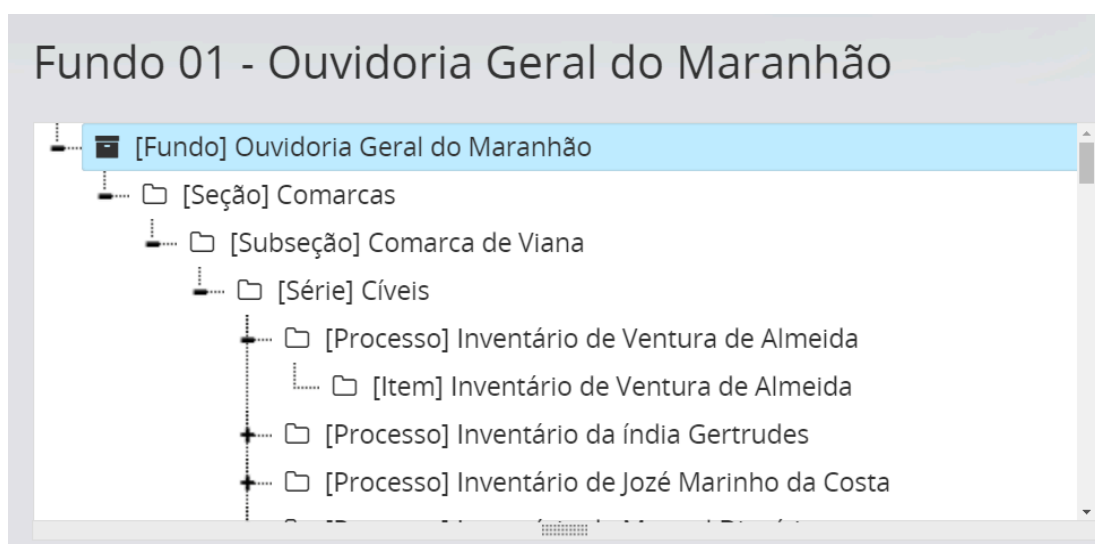 Fundo 01 - Ouvidoria Geral do Maranhão
[Fundo] Ouvidoria Geral do Maranhão
[Seção] Comarcas
[Subseção] Comarca de Viana
[Série] Cíveis
[Processo] Inventário de Ventura de Almeida
[Item] Inventário de Ventura de Almeida
[Processo] Inventário da índia Gertrudes
[Processo] Inventário de Jozé Marinho da Costa